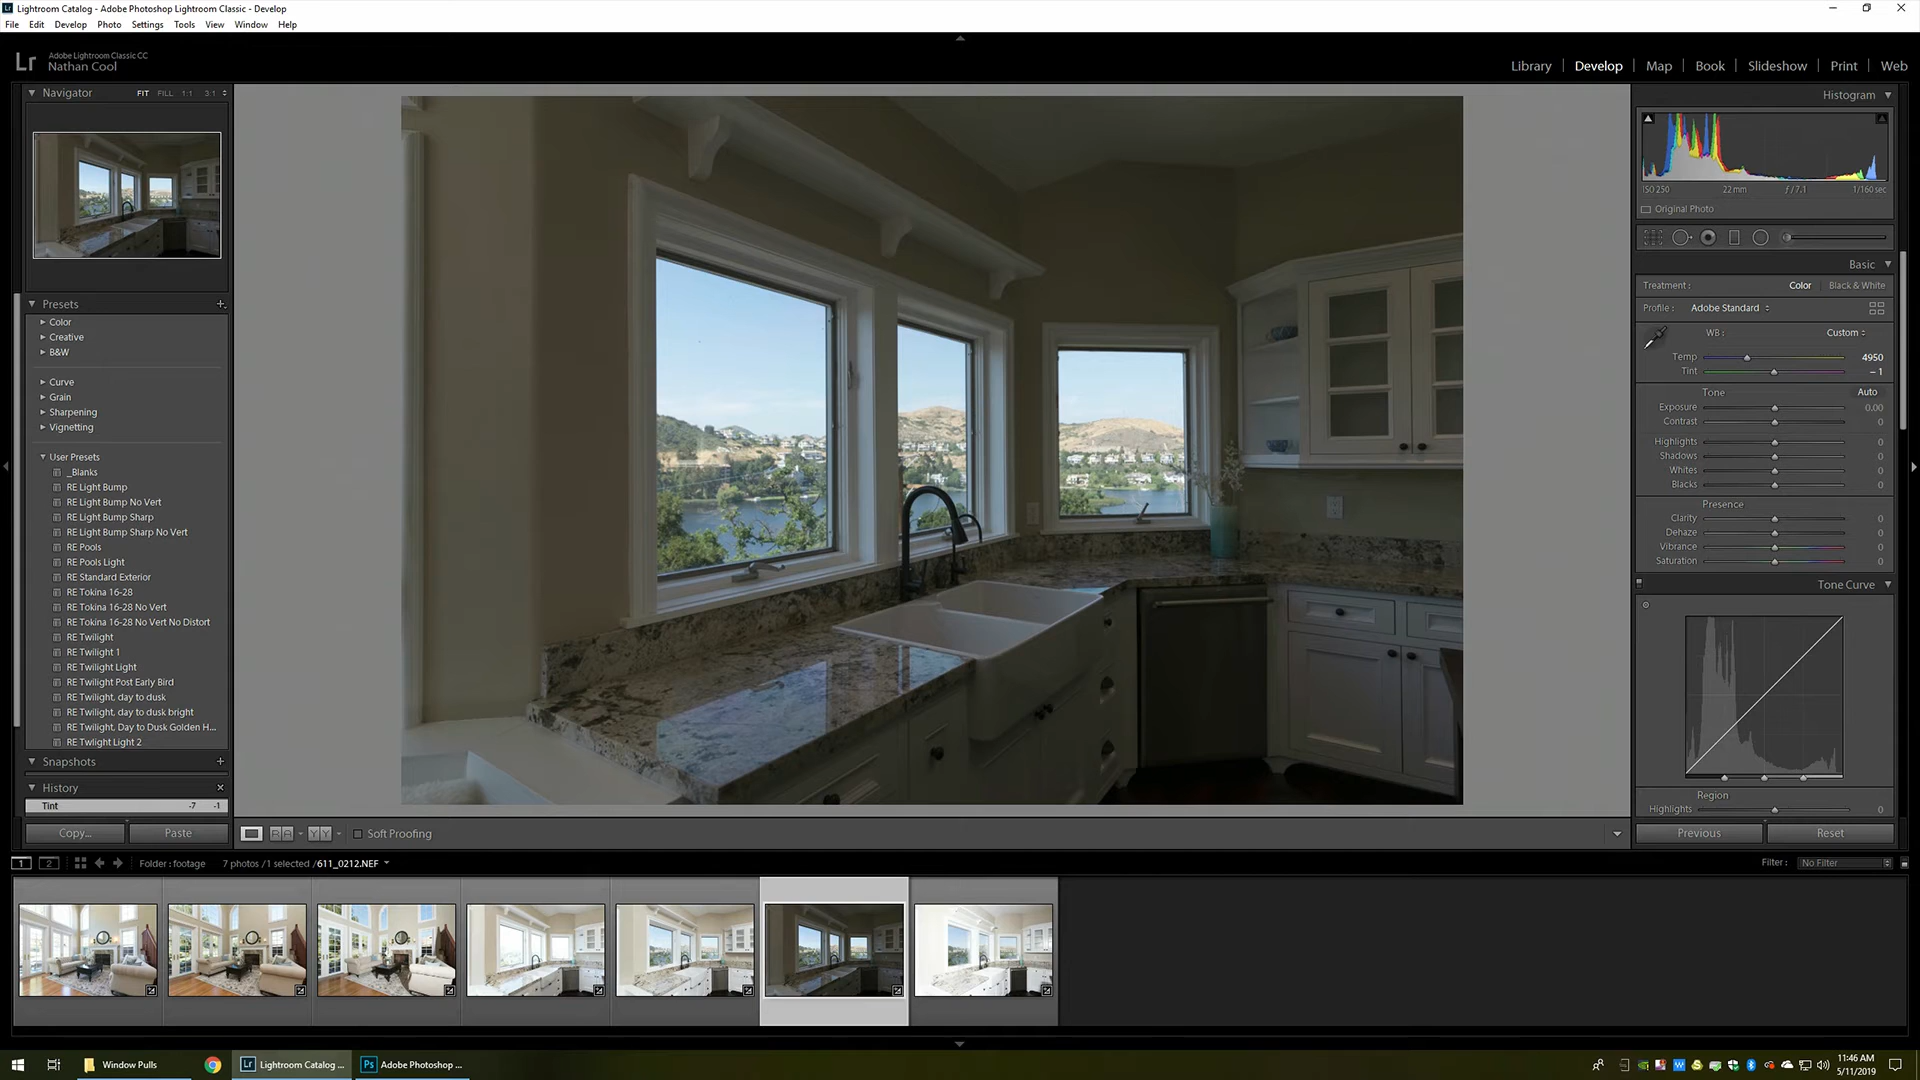 Lightroom Catalog - Adobe Photoshop Lightroom Classic - Develop
File Edit Develop Photo Settings Tools View Window Help
Lr
Adobe Lightroom Classic CC
Nathan Cool
Library | Develop | Map | Book | Slideshow | Print | Web
Navigator FIT FILL 1:1 3:1
Presets +
Color
Creative
B&W
Curve
Grain
Sharpening
Vignetting
User Presets
_Blanks
RE Light Bump
RE Light Bump No Vert
RE Light Bump Sharp
RE Light Bump Sharp No Vert
RE Pools
RE Pools Light
RE Standard Exterior
RE Tokina 16-28
RE Tokina 16-28 No Vert
RE Tokina 16-28 No Vert No Distort
RE Twilight
RE Twilight 1
RE Twilight Light
RE Twilight Post Early Bird
RE Twilight, day to dusk
RE Twilight, day to dusk bright
RE Twilight, Day to Dusk Golden H...
RE Twlight Light 2
Snapshots +
History ×
Tint -7 -1
Copy... Paste
RA YY Soft Proofing
Histogram
ISO 250 22 mm ƒ / 7.1 1/160 sec
Original Photo
Basic
Treatment : Color Black & White
Profile : Adobe Standard
WB : Custom
Temp 4950
Tint – 1
Tone Auto
Exposure 0.00
Contrast 0
Highlights 0
Shadows 0
Whites 0
Blacks 0
Presence
Clarity 0
Dehaze 0
Vibrance 0
Saturation 0
Tone Curve
Region
Highlights 0
Previous Reset
1 2 Folder : footage 7 photos / 1 selected / 611_0212.NEF
Filter : No Filter
Window Pulls
Lr Lightroom Catalog ...
Ps Adobe Photoshop ...
11:46 AM
5/11/2019